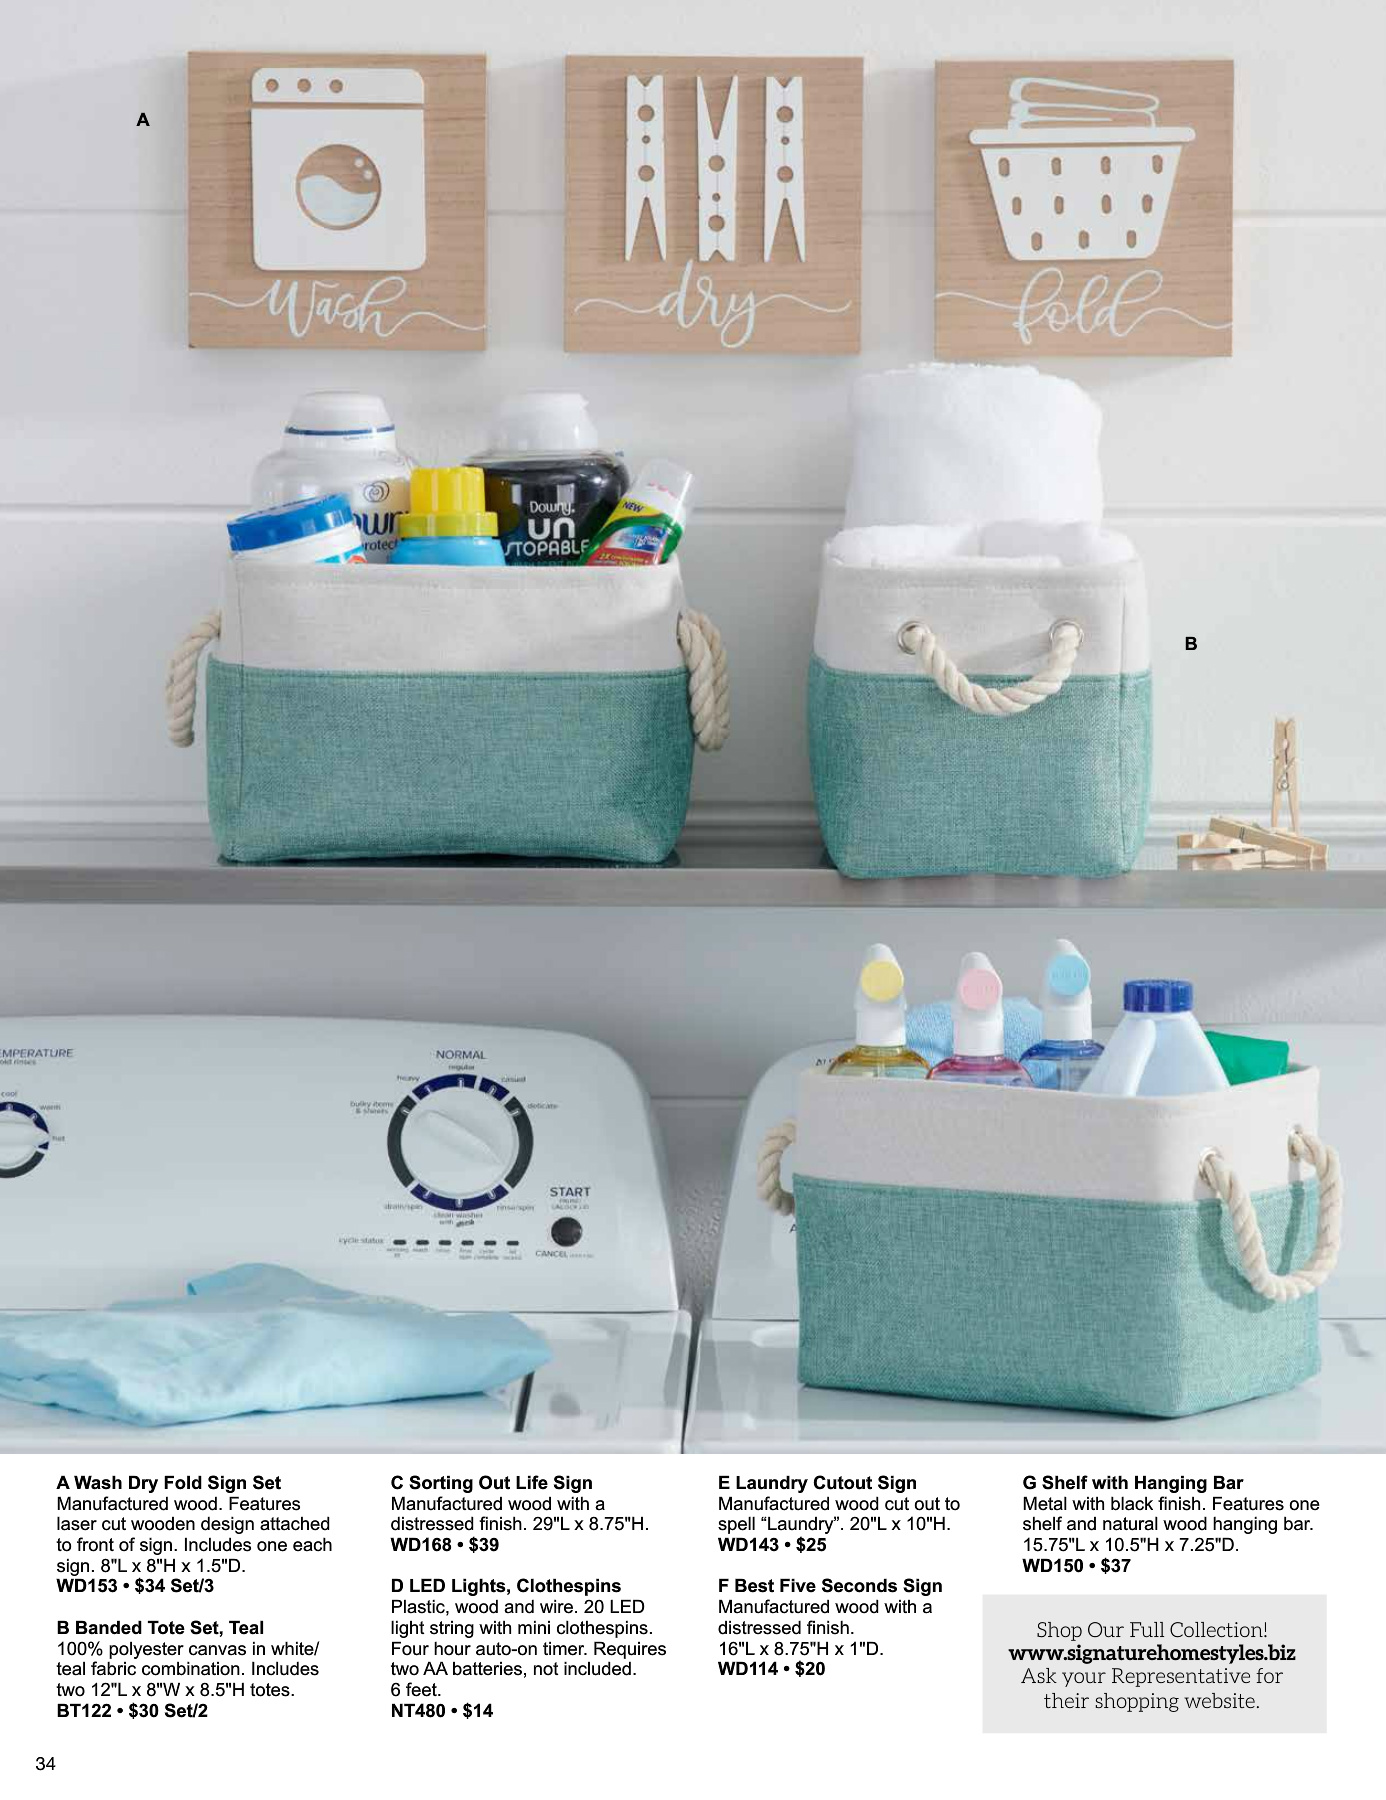 A
Wash
dry
fold
Downy.
UN
STOPABLE
NEW
B
NORMAL
regular
heavy
casual
bulky items
& sheets
delicate
cool
warm
hot
drain/spin
rinse/spin
clean washer
with
START
cycle status
CANCEL
A Wash Dry Fold Sign Set
Manufactured wood. Features
laser cut wooden design attached
to front of sign. Includes one each
sign. 8"L x 8"H x 1.5"D.
WD153 • $34 Set/3
B Banded Tote Set, Teal
100% polyester canvas in white/
teal fabric combination. Includes
two 12"L x 8"W x 8.5"H totes.
BT122 • $30 Set/2
C Sorting Out Life Sign
Manufactured wood with a
distressed finish. 29"L x 8.75"H.
WD168 • $39
D LED Lights, Clothespins
Plastic, wood and wire. 20 LED
light string with mini clothespins.
Four hour auto-on timer. Requires
two AA batteries, not included.
6 feet.
NT480 • $14
E Laundry Cutout Sign
Manufactured wood cut out to
spell “Laundry”. 20"L x 10"H.
WD143 • $25
F Best Five Seconds Sign
Manufactured wood with a
distressed finish.
16"L x 8.75"H x 1"D.
WD114 • $20
G Shelf with Hanging Bar
Metal with black finish. Features one
shelf and natural wood hanging bar.
15.75"L x 10.5"H x 7.25"D.
WD150 • $37
Shop Our Full Collection!
www.signaturehomestyles.biz
Ask your Representative for
their shopping website.
34